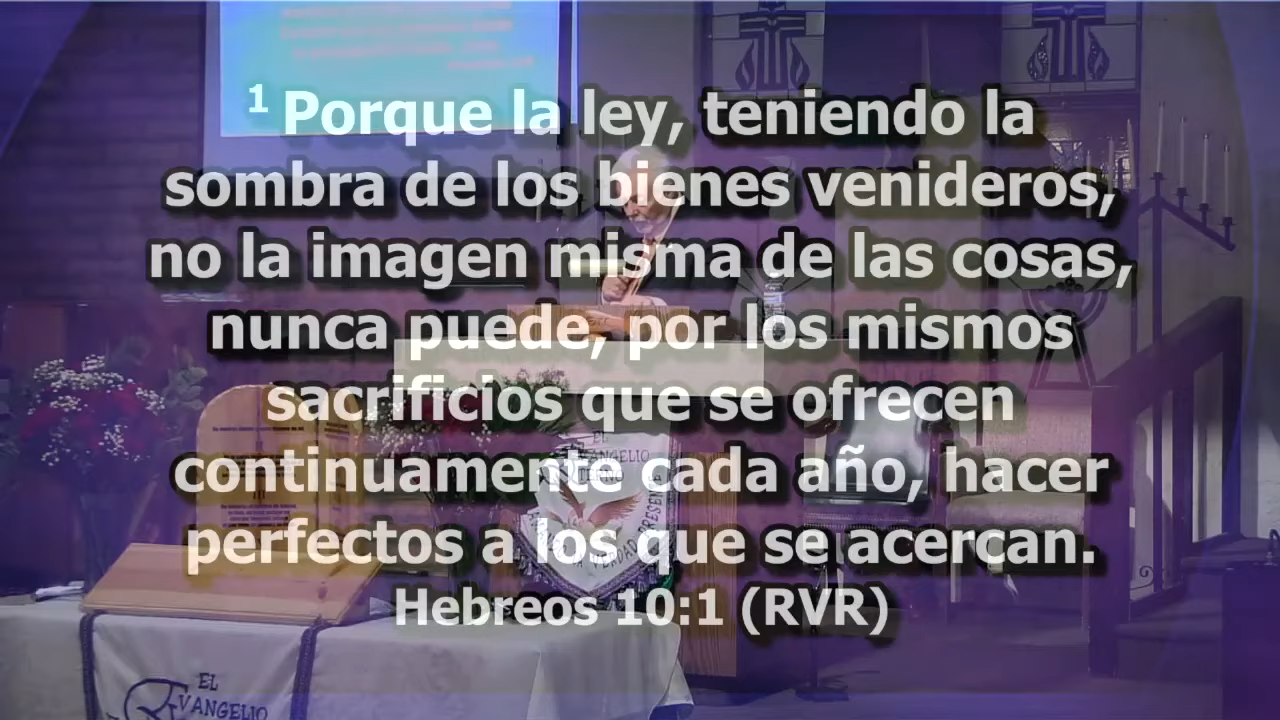 1 Porque la ley, teniendo la
sombra de los bienes venideros,
no la imagen misma de las cosas,
nunca puede, por los mismos
sacrificios que se ofrecen
continuamente cada año, hacer
perfectos a los que se acercan.
Hebreos 10:1 (RVR)
EL
EVANGELIO
EL
EVANGELIO